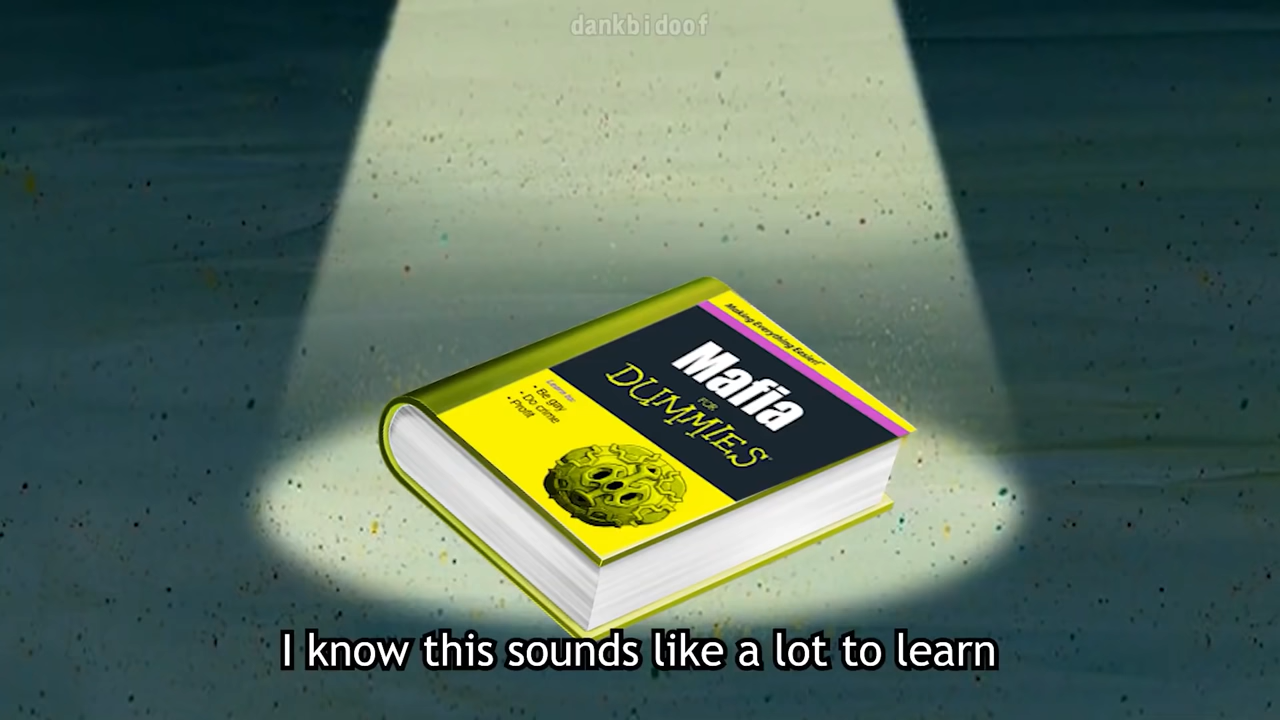 dankbidoof
Making Everything Easier!™
Mafia
FOR
DUMMIES
Learn to:
• Be gay
• Do crime
• Profit
I know this sounds like a lot to learn